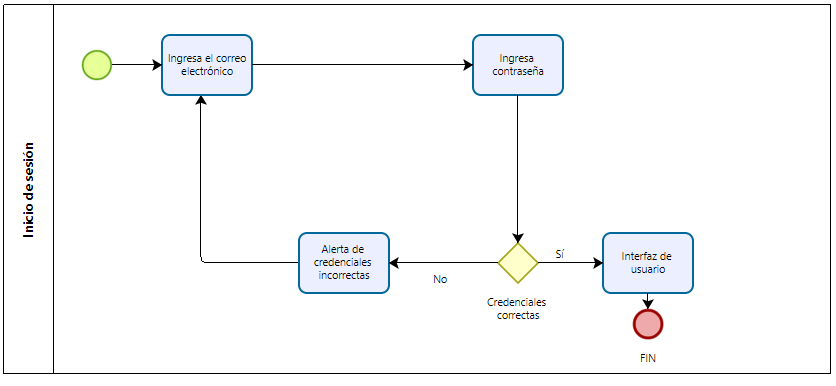 Inicio de sesión
Ingresa el correo
electrónico
Ingresa
contraseña
Alerta de
credenciales
incorrectas
No
Credenciales
correctas
Sí
Interfaz de
usuario
FIN